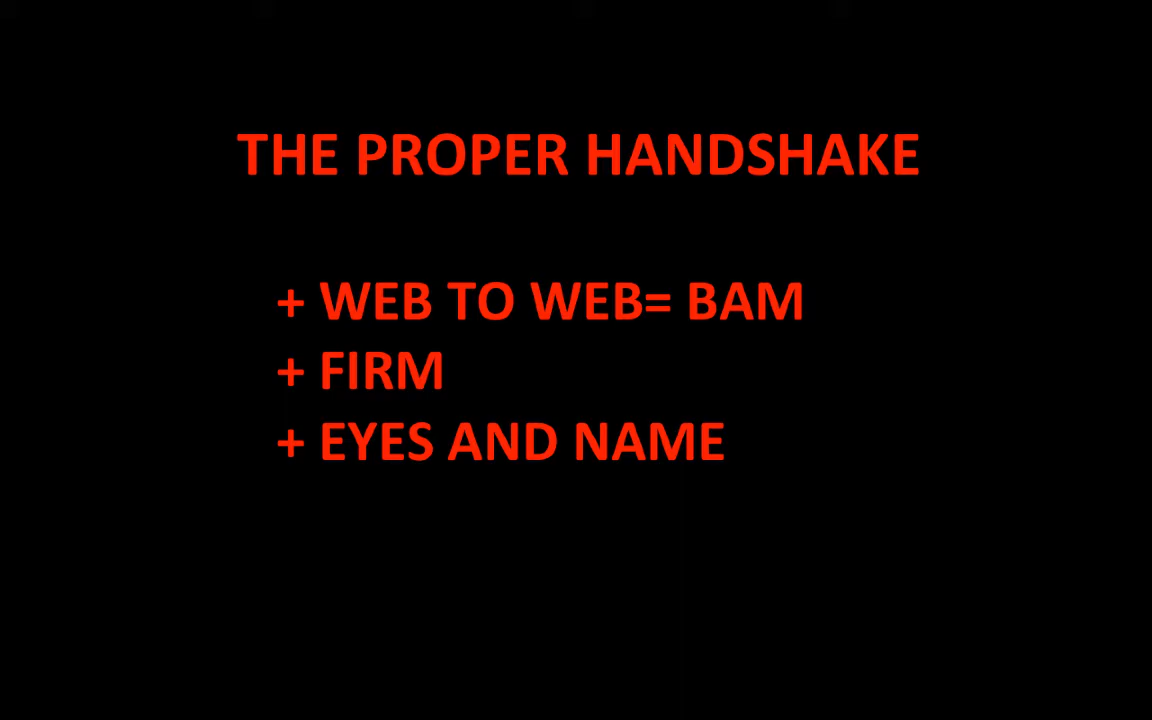 THE PROPER HANDSHAKE
+ WEB TO WEB= BAM
+ FIRM
+ EYES AND NAME